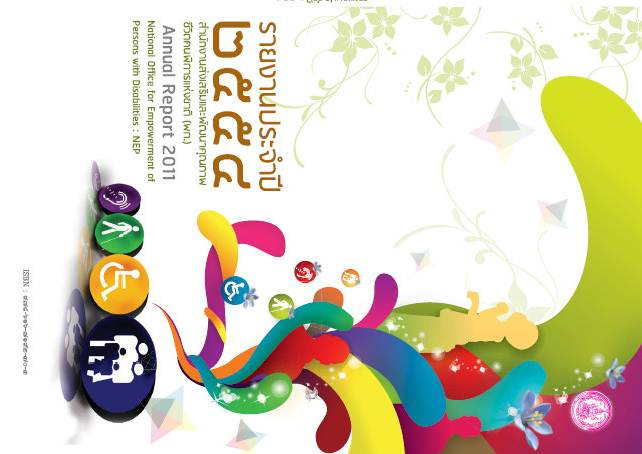 รายงานประจำปี
๒๕๕๔
สำนักงานส่งเสริมและพัฒนาคุณภาพ
ชีวิตคนพิการแห่งชาติ (พก.)
Annual Report 2011
National Office for Empowerment of
Persons with Disabilities : NEP
ISBN :